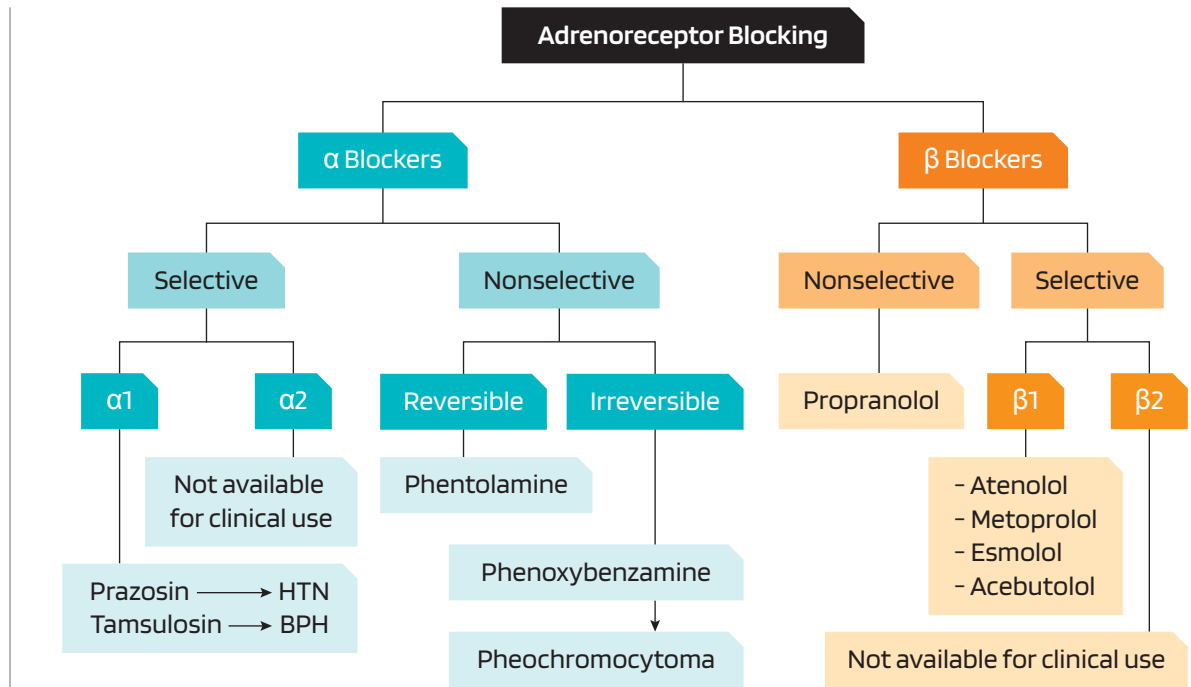 Adrenoreceptor Blocking
α Blockers
β Blockers
Selective
Nonselective
Nonselective
Selective
α1
α2
Reversible
Irreversible
Propranolol
β1
β2
Not available
for clinical use
Phentolamine
- Atenolol
- Metoprolol
- Esmolol
- Acebutolol
Prazosin → HTN
Tamsulosin → BPH
Phenoxybenzamine
Pheochromocytoma
Not available for clinical use